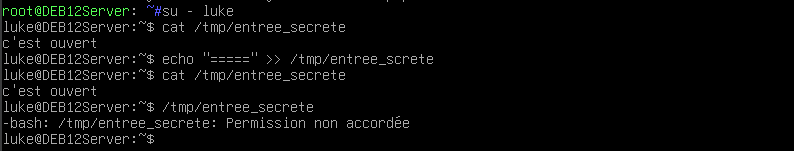 root@DEB12Server: ~#su - luke
luke@DEB12Server:~$ cat /tmp/entree_secrete
c'est ouvert
luke@DEB12Server:~$ echo "=====" >> /tmp/entree_screte
luke@DEB12Server:~$ cat /tmp/entree_secrete
c'est ouvert
luke@DEB12Server:~$ /tmp/entree_secrete
-bash: /tmp/entree_secrete: Permission non accordée
luke@DEB12Server:~$